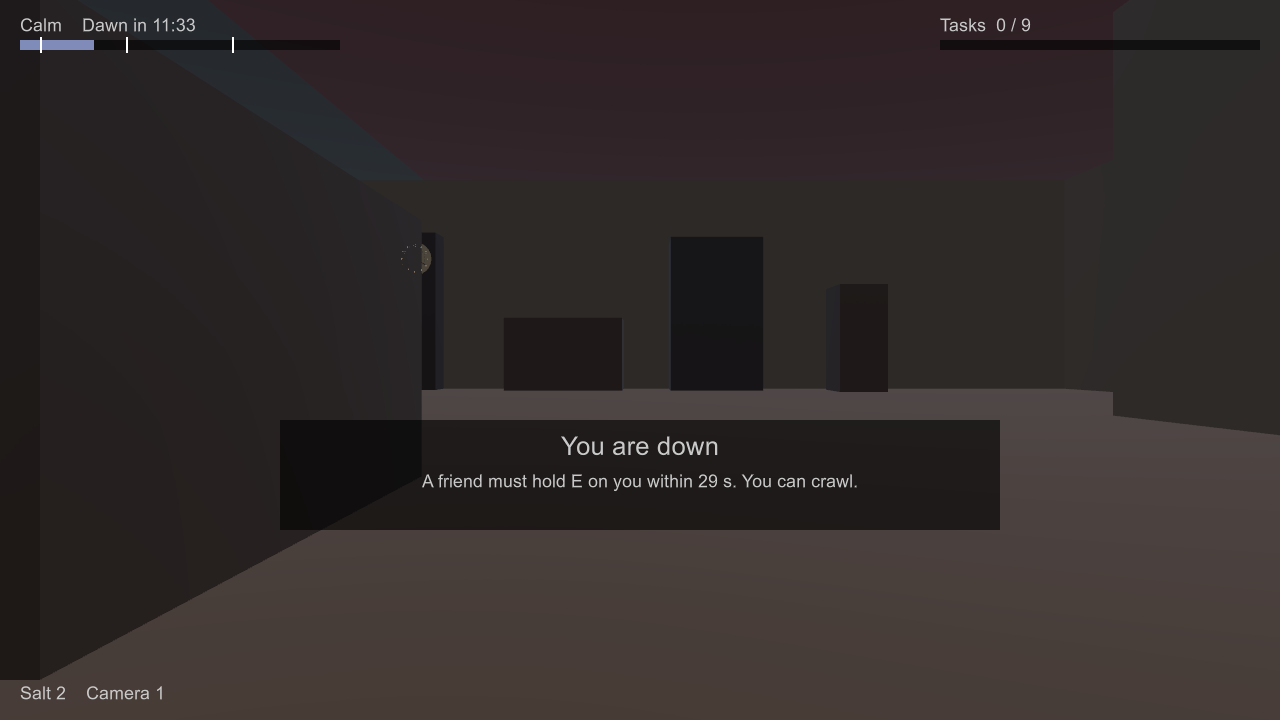 Calm Dawn in 11:33
Tasks 0 / 9
You are down
A friend must hold E on you within 29 s. You can crawl.
Salt 2 Camera 1